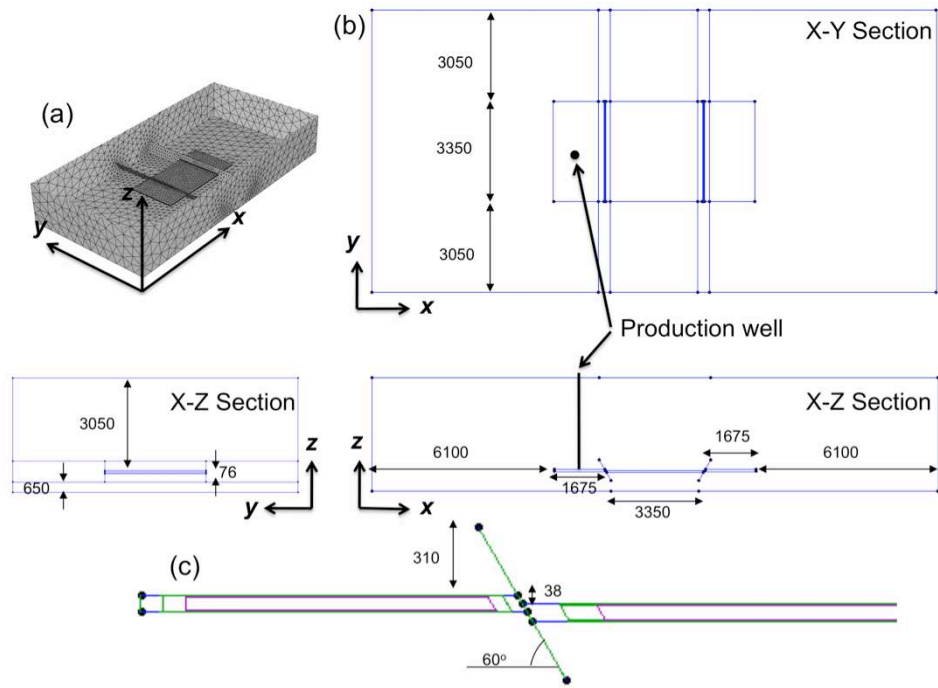 (a)
z
y
x
(b)
X-Y Section
3050
3350
3050
y
x
Production well
X-Z Section
3050
76
650
z
y
X-Z Section
1675
6100
6100
1675
3350
z
x
(c)
310
38
60°